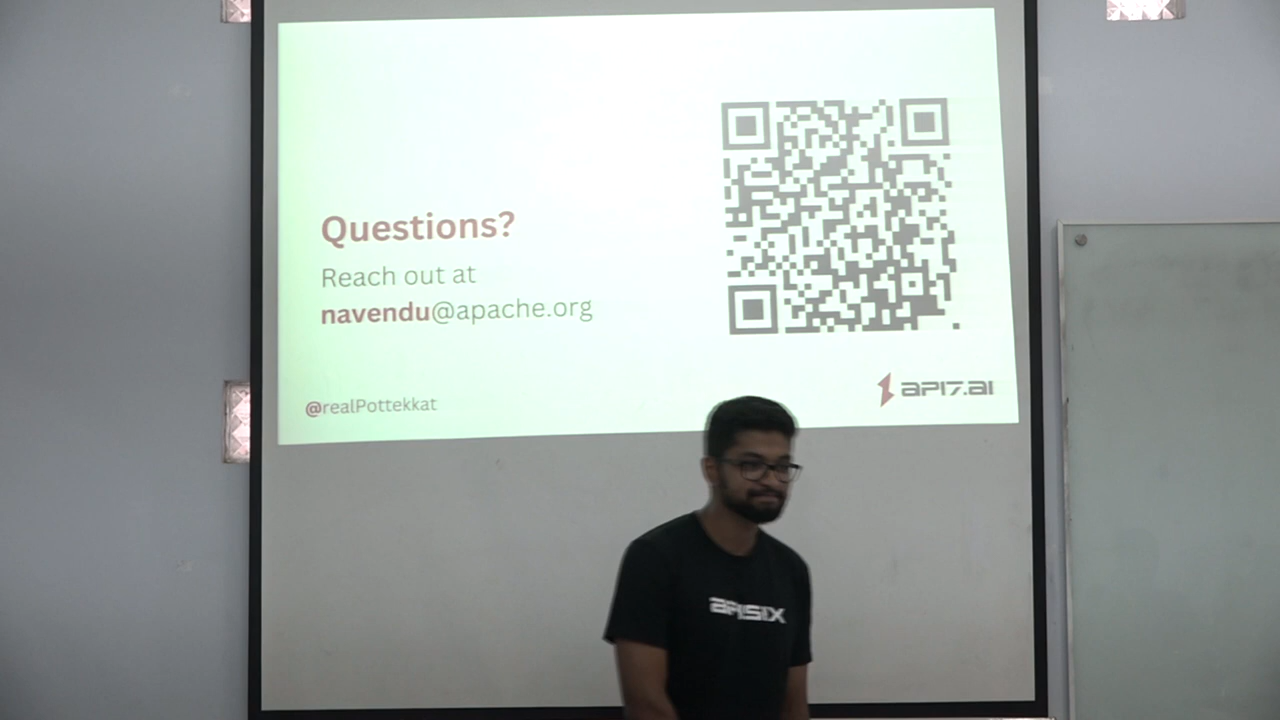 Questions?
Reach out at
navendu@apache.org
@realPottekkat
API7.AI
APISIX